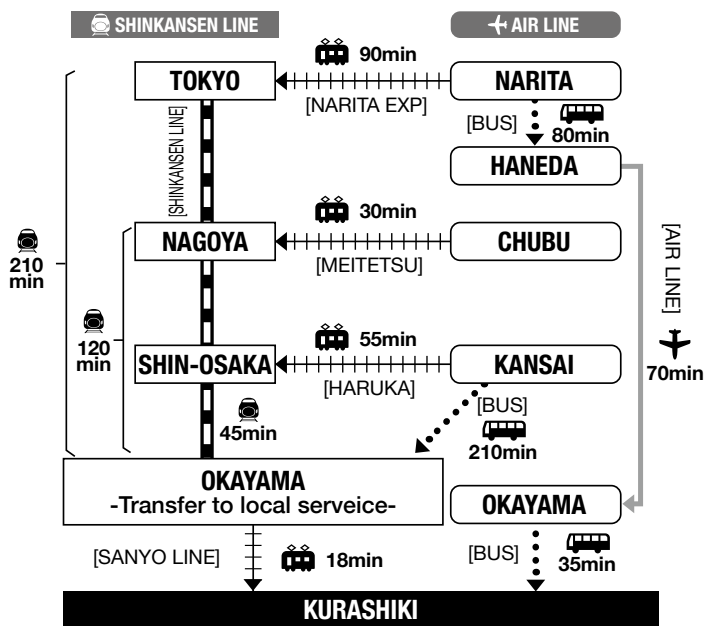 SHINKANSEN LINE
AIR LINE
90min
TOKYO
NARITA
[NARITA EXP]
[BUS]
80min
[SHINKANSEN LINE]
HANEDA
30min
NAGOYA
CHUBU
[MEITETSU]
[AIR LINE]
210
min
120
min
55min
SHIN-OSAKA
KANSAI
70min
[HARUKA]
[BUS]
45min
210min
OKAYAMA
-Transfer to local serveice-
OKAYAMA
[SANYO LINE]
18min
[BUS]
35min
KURASHIKI